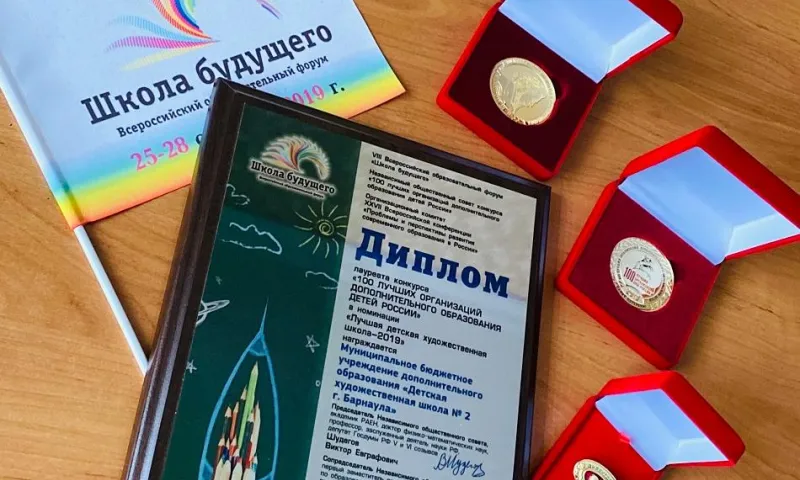 Школа будущего
Всероссийский форум
25-28 2019 г.
Школа будущего
VIII Всероссийский образовательный форум
«Школа будущего»
Независимый общественный совет конкурса
«100 лучших организаций дополнительного
образования детей России»
Организационный комитет
XXVII Всероссийской конференции
«Проблемы и перспективы развития
современного образования в России»
Диплом
лауреата конкурса
«100 ЛУЧШИХ ОРГАНИЗАЦИЙ
ДОПОЛНИТЕЛЬНОГО ОБРАЗОВАНИЯ
ДЕТЕЙ РОССИИ»
в номинации
«Лучшая детская художественная
школа–2019»
награждается
Муниципальное бюджетное
учреждение дополнительного
образования «Детская
художественная школа № 2
г. Барнаула»
Председатель Независимого общественного совета,
академик РАЕН, доктор физико-математических наук,
профессор, заслуженный деятель науки РФ,
депутат Госдумы РФ V и VI созывов
Шудегов
Виктор Евграфович
Сопредседатель Независимого
первый заместитель
100